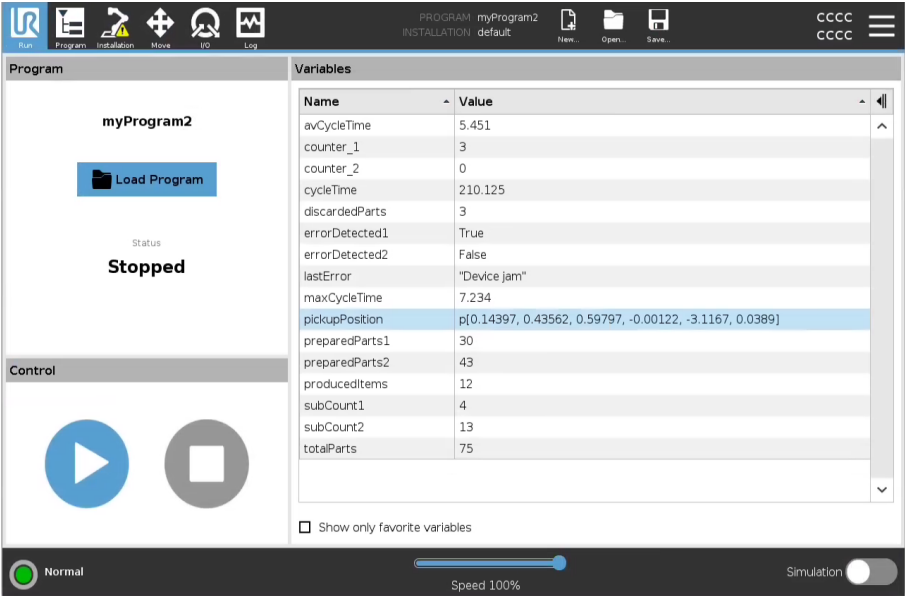 UR
PROGRAM myProgram2
INSTALLATION default
CCCC
CCCC
Run Program Installation Move I/O Log New... Open... Save...
Program
myProgram2
Load Program
Status
Stopped
Control
Variables
Name Value
avCycleTime 5.451
counter_1 3
counter_2 0
cycleTime 210.125
discardedParts 3
errorDetected1 True
errorDetected2 False
lastError "Device jam"
maxCycleTime 7.234
pickupPosition p[0.14397, 0.43562, 0.59797, -0.00122, -3.1167, 0.0389]
preparedParts1 30
preparedParts2 43
producedItems 12
subCount1 4
subCount2 13
totalParts 75
Show only favorite variables
Normal
Speed 100%
Simulation